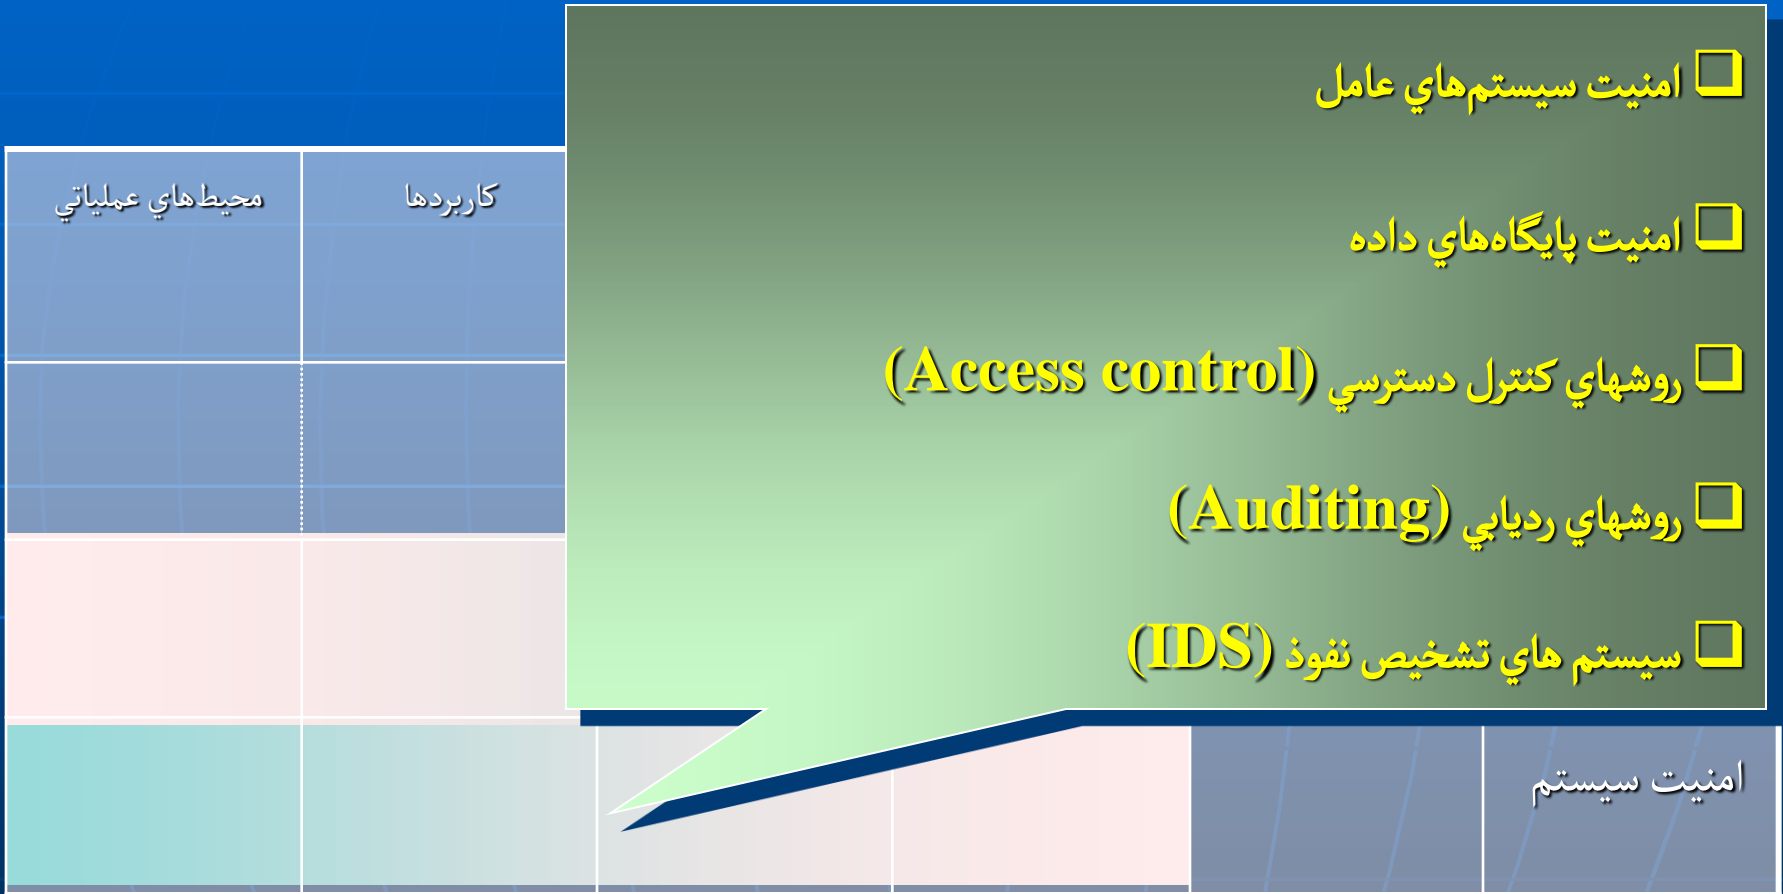 امنيت سيستم‌هاي عامل
امنيت پايگاه‌هاي داده
روشهاي كنترل دسترسي (Access control)
روشهاي رديابي (Auditing)
سيستم هاي تشخيص نفوذ (IDS)
كاربردها
محيط‌هاي عملياتي
امنيت سيستم